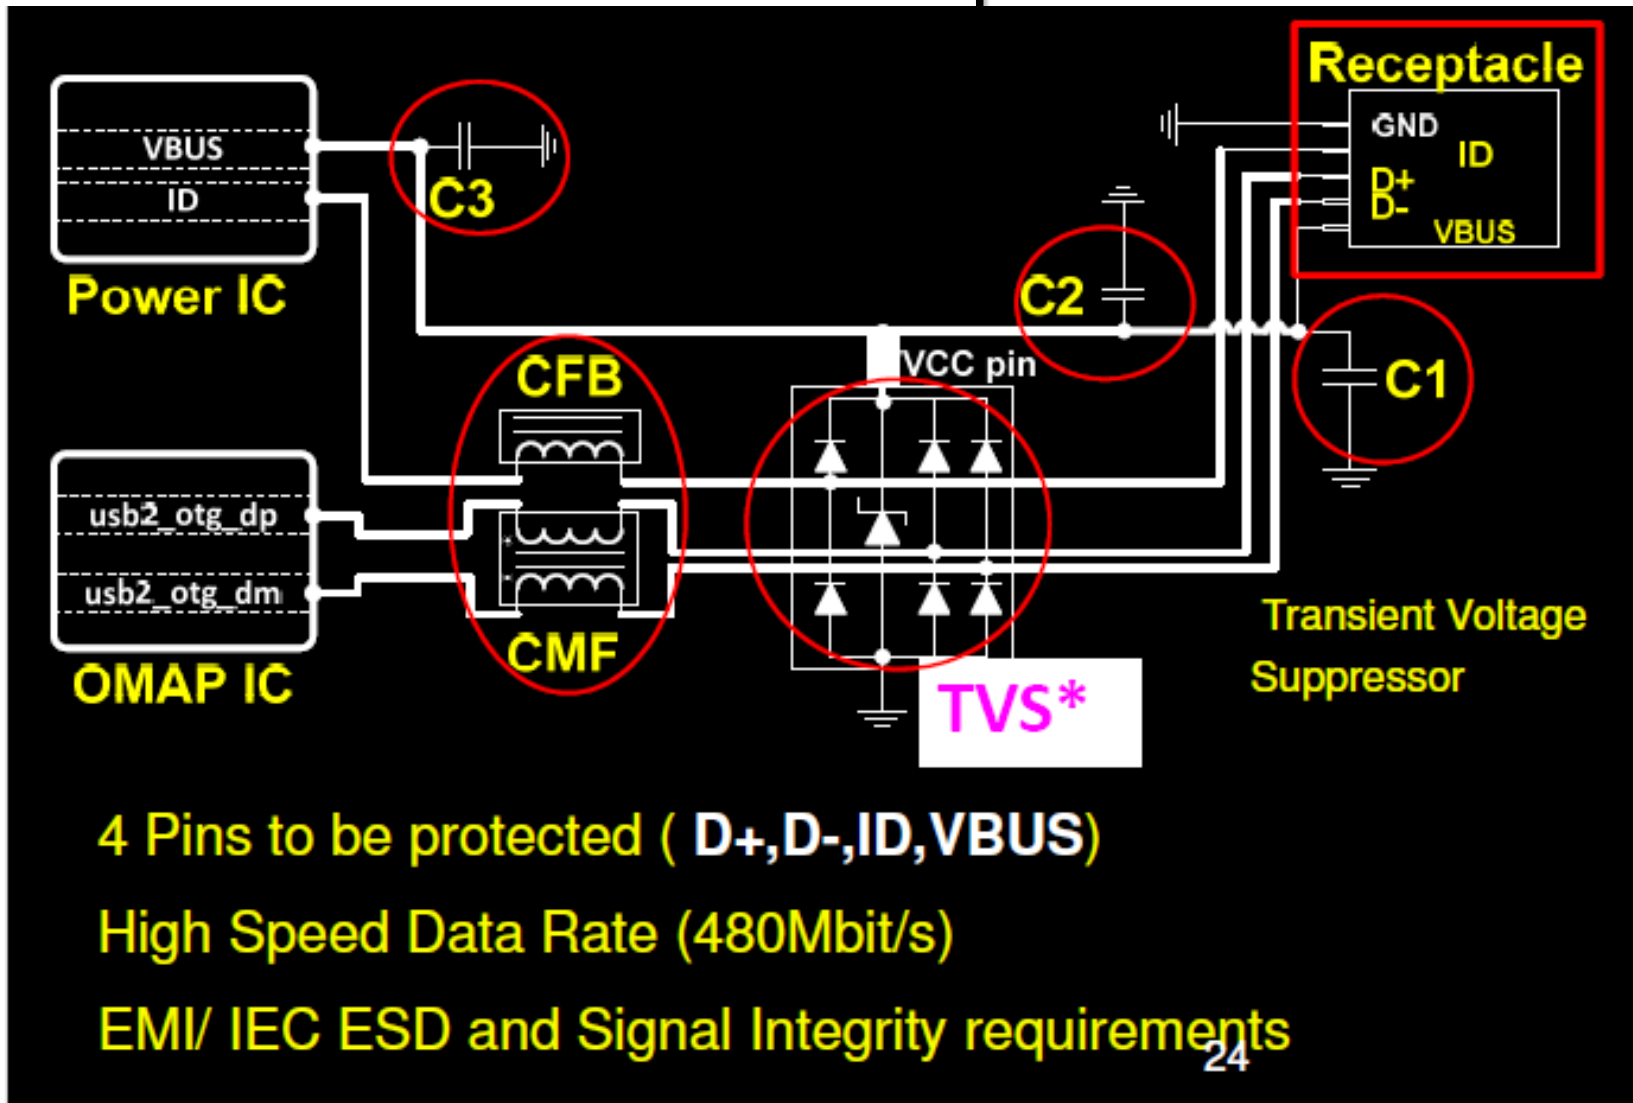 Receptacle
GND
ID
D+
D-
VBUS
VBUS
ID
C3
Power IC
C2
C1
VCC pin
CFB
usb2_otg_dp
usb2_otg_dm
CMF
OMAP IC
TVS*
Transient Voltage
Suppressor
4 Pins to be protected ( D+,D-,ID,VBUS)
High Speed Data Rate (480Mbit/s)
EMI/ IEC ESD and Signal Integrity requirements
24